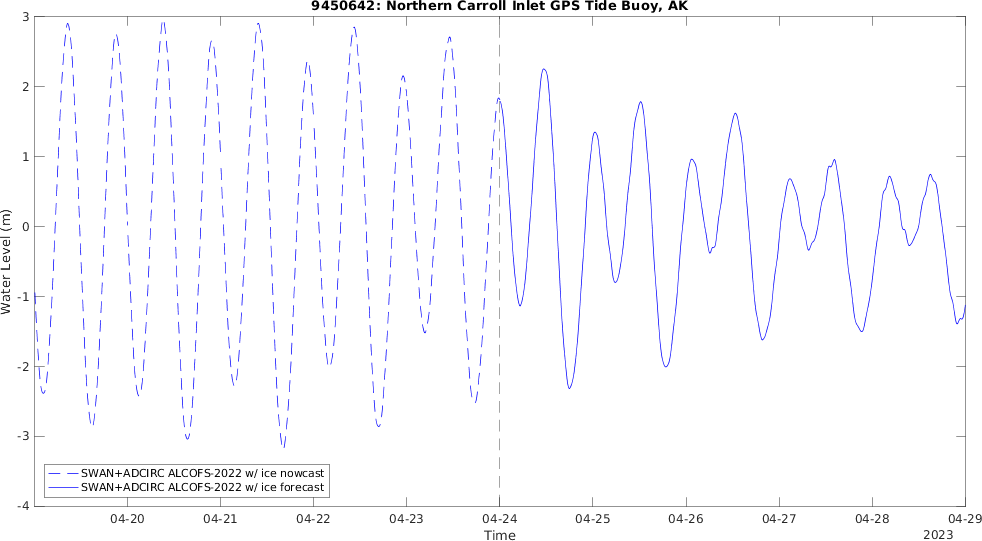 9450642: Northern Carroll Inlet GPS Tide Buoy, AK
3
2
1
0
-1
-2
-3
-4
Water Level (m)
SWAN+ADCIRC ALCOFS-2022 w/ ice nowcast
SWAN+ADCIRC ALCOFS-2022 w/ ice forecast
04-20 04-21 04-22 04-23 04-24 04-25 04-26 04-27 04-28 04-29
Time
2023